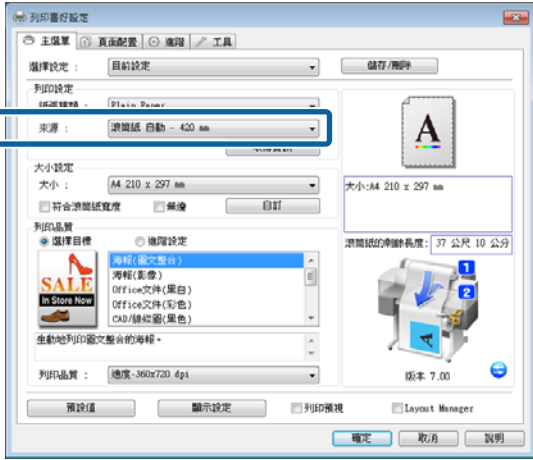 列印喜好設定
主選單 頁面配置 進階 工具
選擇設定： 目前設定 儲存/刪除
列印設定
紙張種類： Plain Paper
來源： 滾筒紙 自動 - 420 mm
大小設定
大小： A4 210 x 297 mm
符合滾筒紙寬度 無邊 自訂
A
大小:A4 210 x 297 mm
列印品質
選擇目標 進階設定
滾筒紙的剩餘長度: 37 公尺 10 公分
SALE
In Store Now
海報(圖文整合)
海報(影像)
Office文件(黑白)
Office文件(彩色)
CAD/線條圖(黑色)
1
2
A
生動地列印圖文整合的海報。
列印品質： 速度-360x720 dpi
版本 7.00
預設值 顯示設定 列印預視 Layout Manager
確定 取消 說明